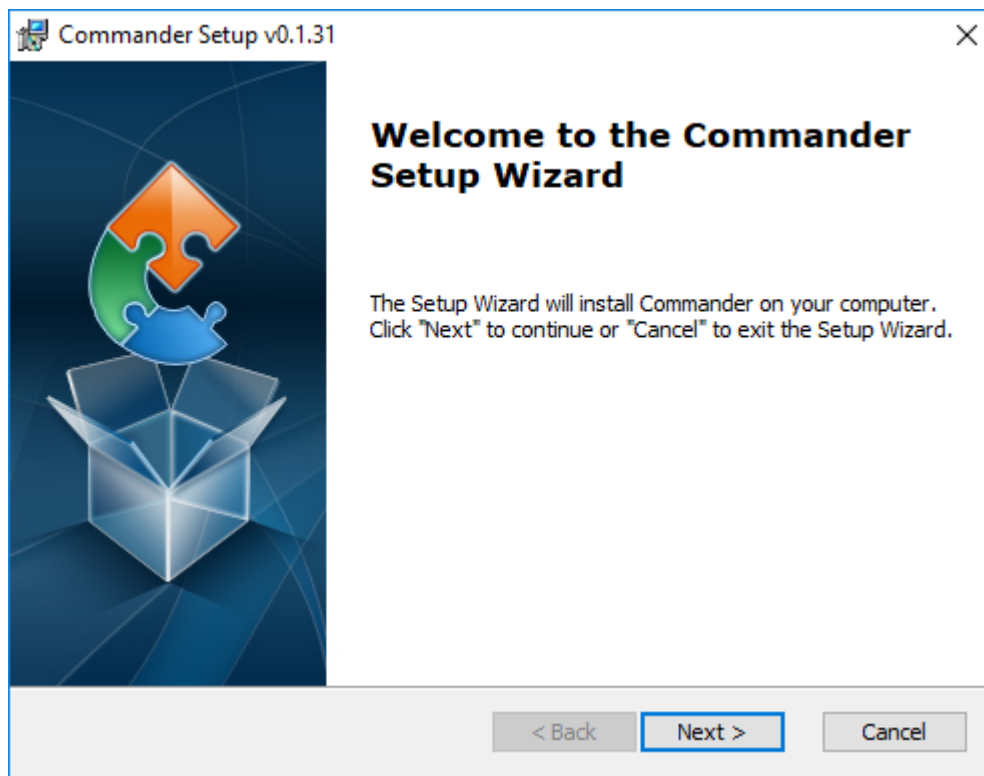 Commander Setup v0.1.31
Welcome to the Commander
Setup Wizard
The Setup Wizard will install Commander on your computer.
Click "Next" to continue or "Cancel" to exit the Setup Wizard.
< Back
Next >
Cancel